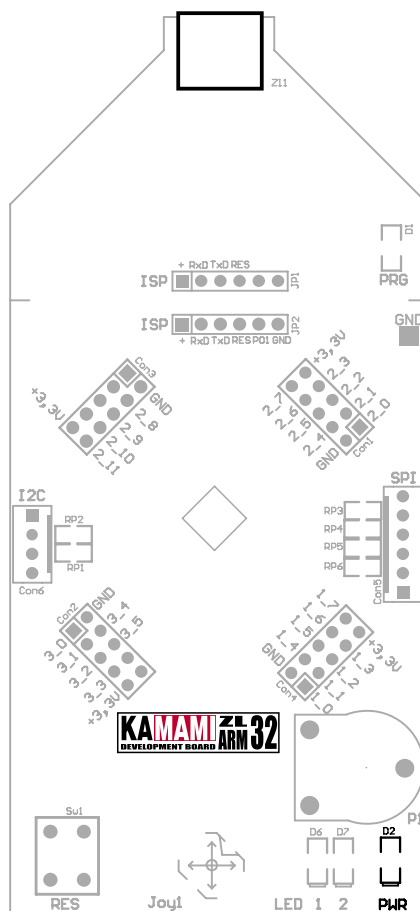 Z11
D1
+ RxD TxD RES
ISP
JP1
PRG
ISP
JP2
+ RxD TxD RES P01 GND
GND
Con3
+3,3V
GND
2_8
2_9
2_10
2_11
+3,3V
2_3
2_2
2_1
2_0
2_7
2_6
2_5
2_4
GND
Con1
I2C
RP2
RP1
Con6
SPI
RP3
RP4
RP5
RP6
Con5
Con2
GND
3_4
3_5
3_0
3_1
3_2
3_3
+3,3V
1_7
1_6
1_5
1_4
GND
+3,3V
1_3
1_2
1_1
1_0
Con4
KAMAMI ZL ARM 32
DEVELOPMENT BOARD
P1
Sw1
RES
Joy1
D6 D7 D2
LED 1 2 PWR